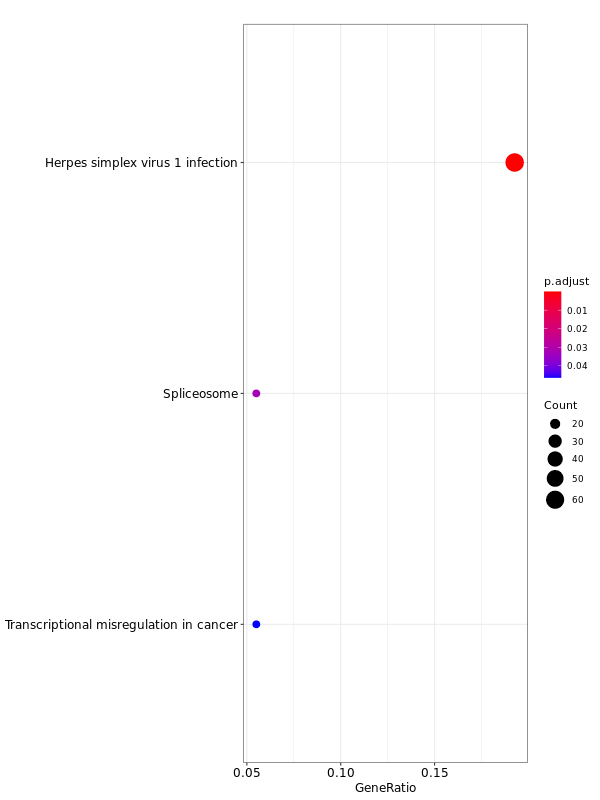 Herpes simplex virus 1 infection
Spliceosome
Transcriptional misregulation in cancer
0.05 0.10 0.15
GeneRatio
p.adjust
0.01
0.02
0.03
0.04
Count
20
30
40
50
60